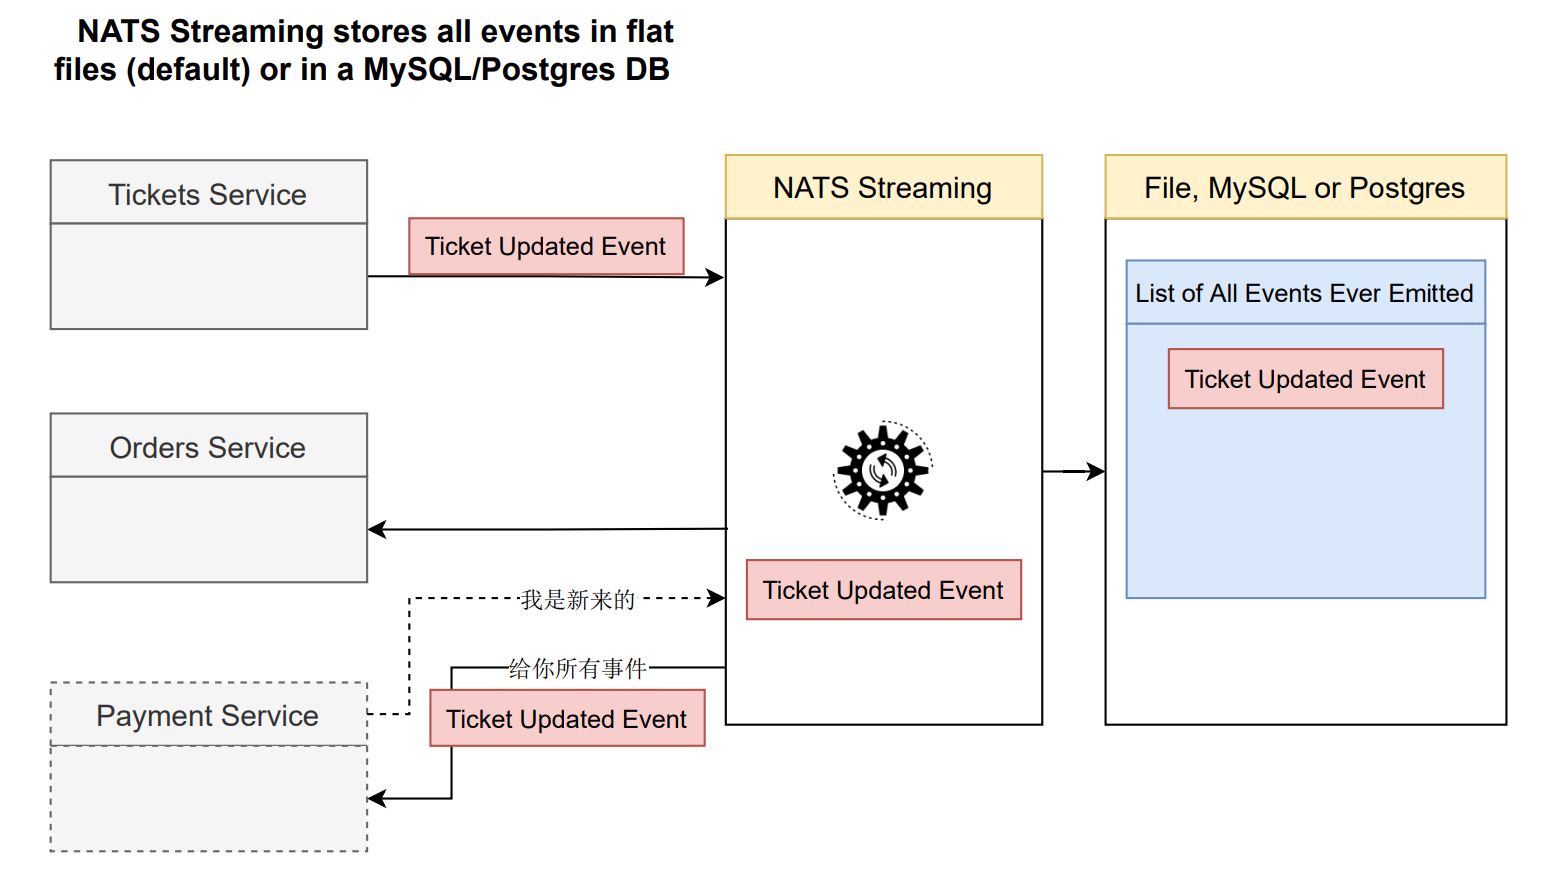 NATS Streaming stores all events in flat
files (default) or in a MySQL/Postgres DB
Tickets Service
Ticket Updated Event
NATS Streaming
File, MySQL or Postgres
List of All Events Ever Emitted
Ticket Updated Event
Orders Service
Ticket Updated Event
我是新来的
给你所有事件
Payment Service
Ticket Updated Event